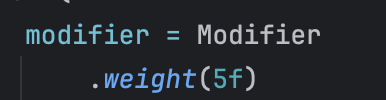 modifier = Modifier
.weight(5f)